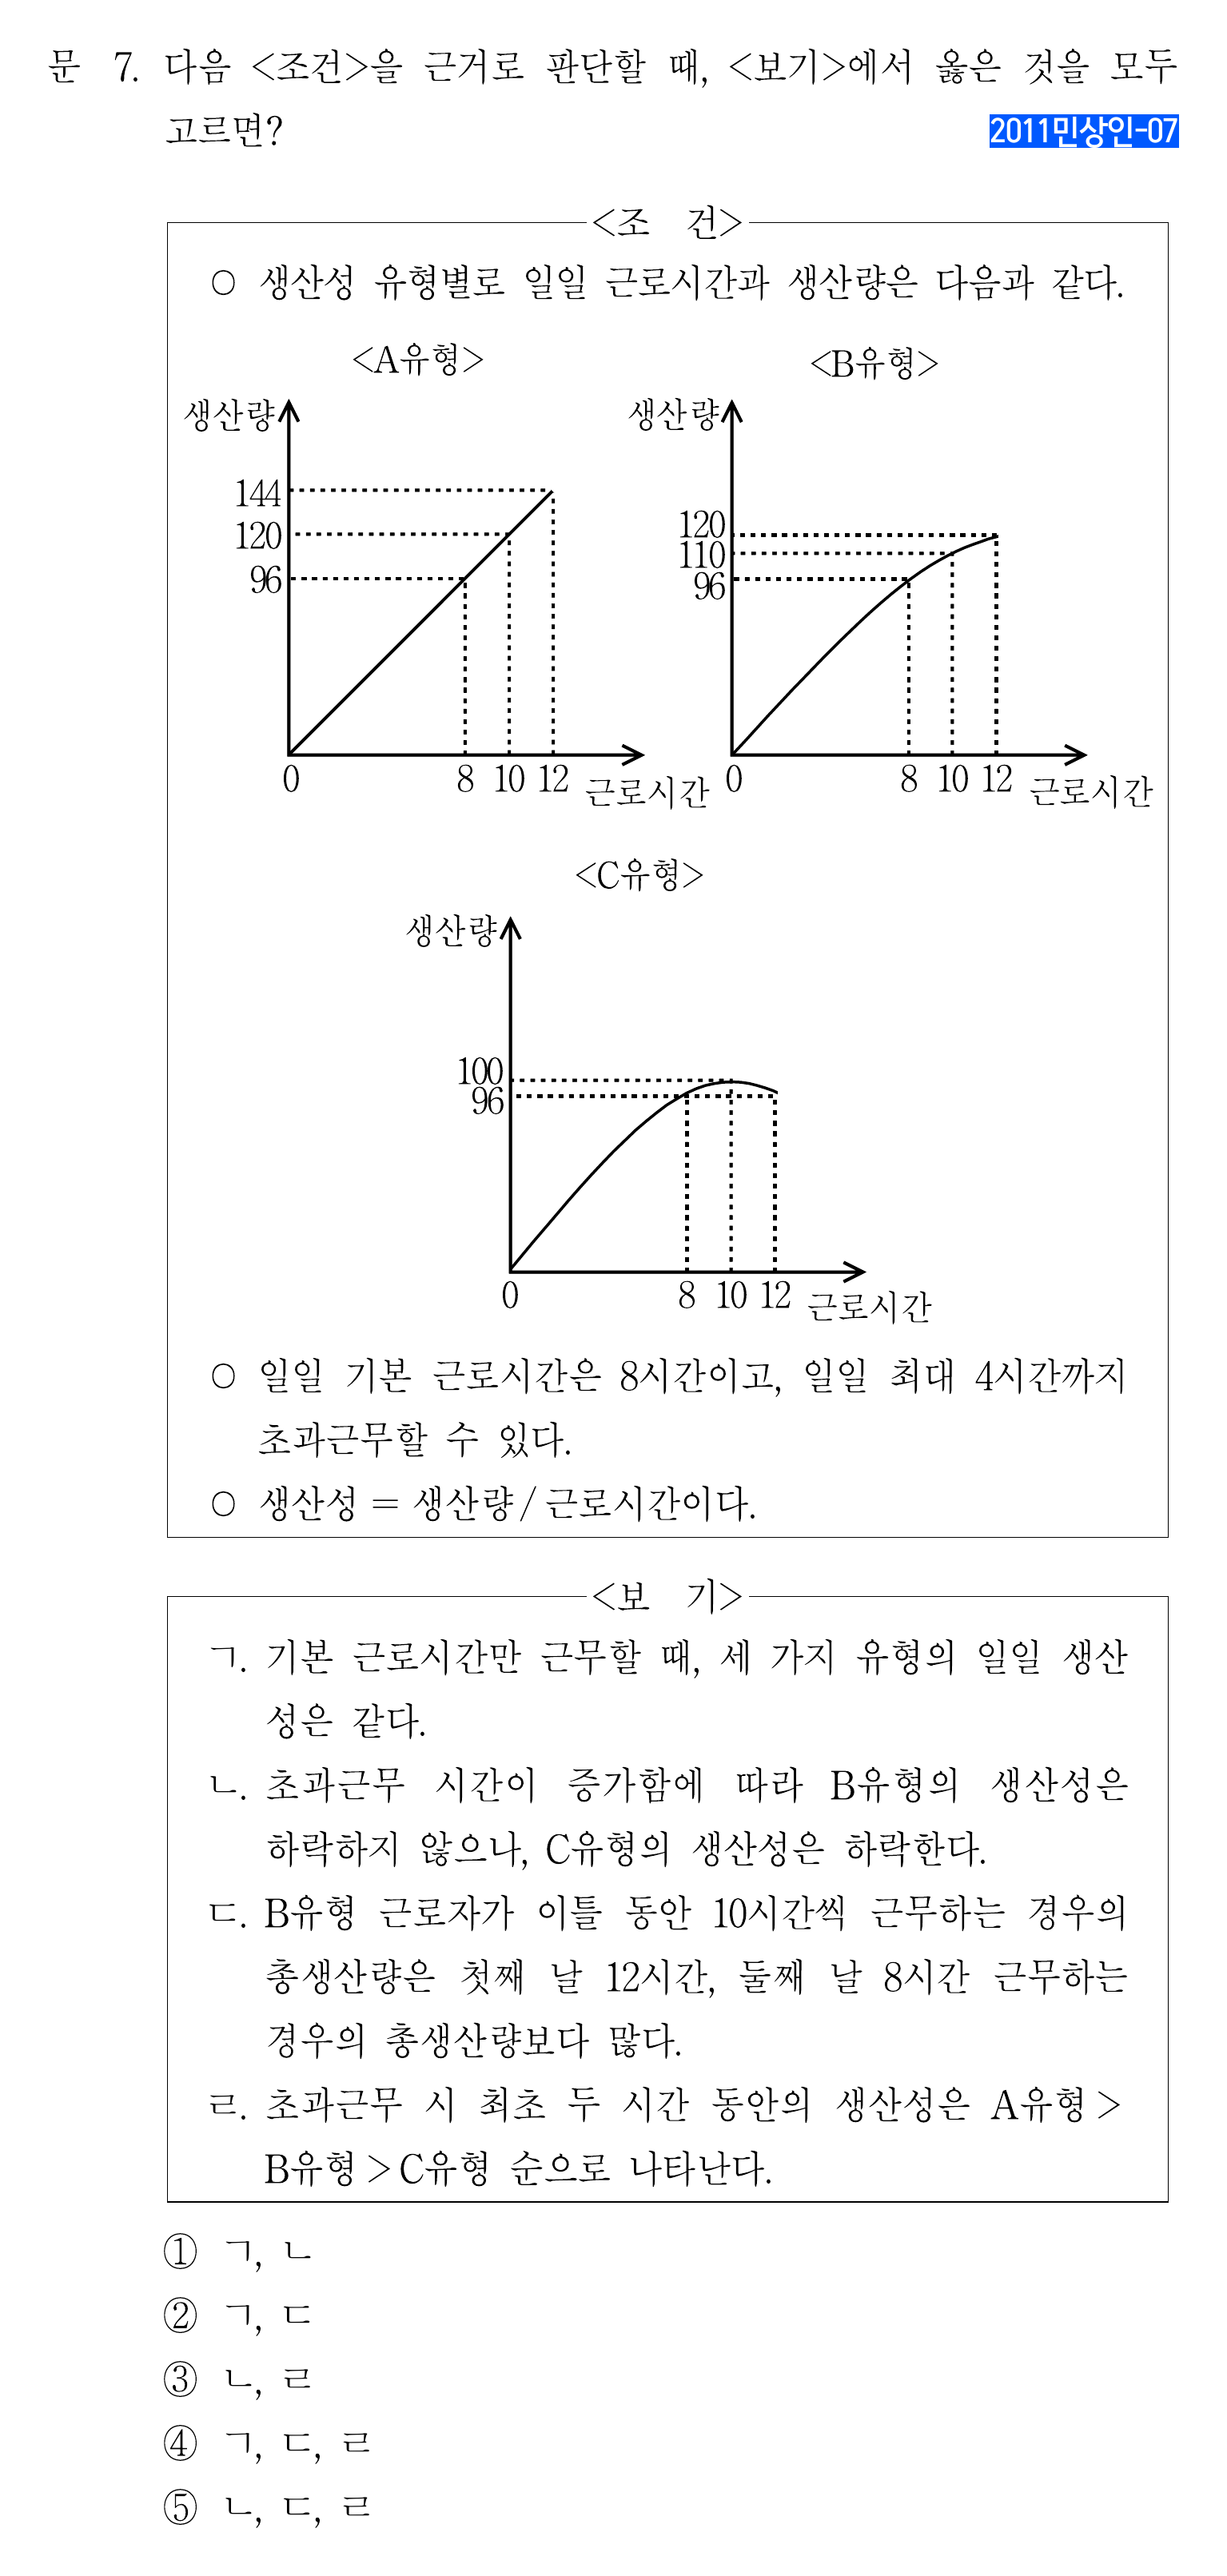 문 7. 다음 <조건>을 근거로 판단할 때, <보기>에서 옳은 것을 모두
고르면?
2011민상인-07
<조 건>
○ 생산성 유형별로 일일 근로시간과 생산량은 다음과 같다.
<A유형>
생산량
144
120
96
0 8 10 12 근로시간
<B유형>
생산량
120
110
96
0 8 10 12 근로시간
<C유형>
생산량
100
96
0 8 10 12 근로시간
○ 일일 기본 근로시간은 8시간이고, 일일 최대 4시간까지
초과근무할 수 있다.
○ 생산성 = 생산량/근로시간이다.
<보 기>
ㄱ. 기본 근로시간만 근무할 때, 세 가지 유형의 일일 생산
성은 같다.
ㄴ. 초과근무 시간이 증가함에 따라 B유형의 생산성은
하락하지 않으나, C유형의 생산성은 하락한다.
ㄷ. B유형 근로자가 이틀 동안 10시간씩 근무하는 경우의
총생산량은 첫째 날 12시간, 둘째 날 8시간 근무하는
경우의 총생산량보다 많다.
ㄹ. 초과근무 시 최초 두 시간 동안의 생산성은 A유형>
B유형>C유형 순으로 나타난다.
① ㄱ, ㄴ
② ㄱ, ㄷ
③ ㄴ, ㄹ
④ ㄱ, ㄷ, ㄹ
⑤ ㄴ, ㄷ, ㄹ